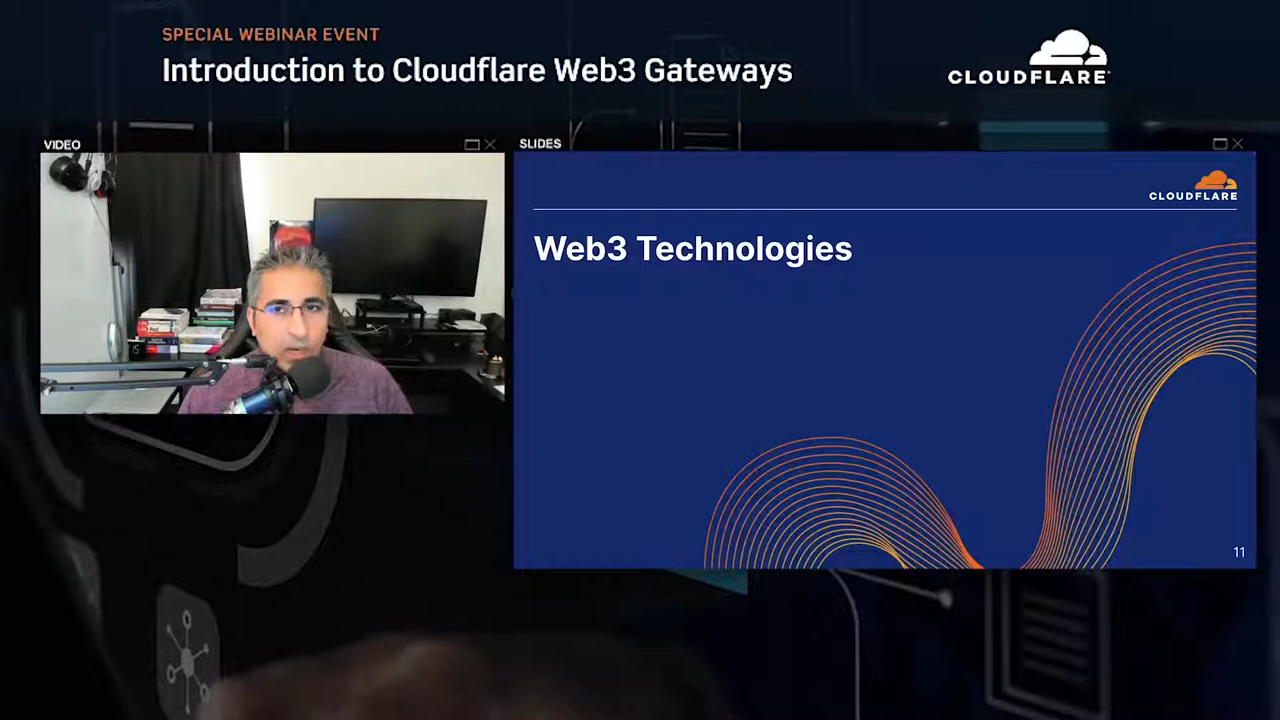 SPECIAL WEBINAR EVENT
Introduction to Cloudflare Web3 Gateways
CLOUDFLARE
VIDEO
SLIDES
CLOUDFLARE
Web3 Technologies
11